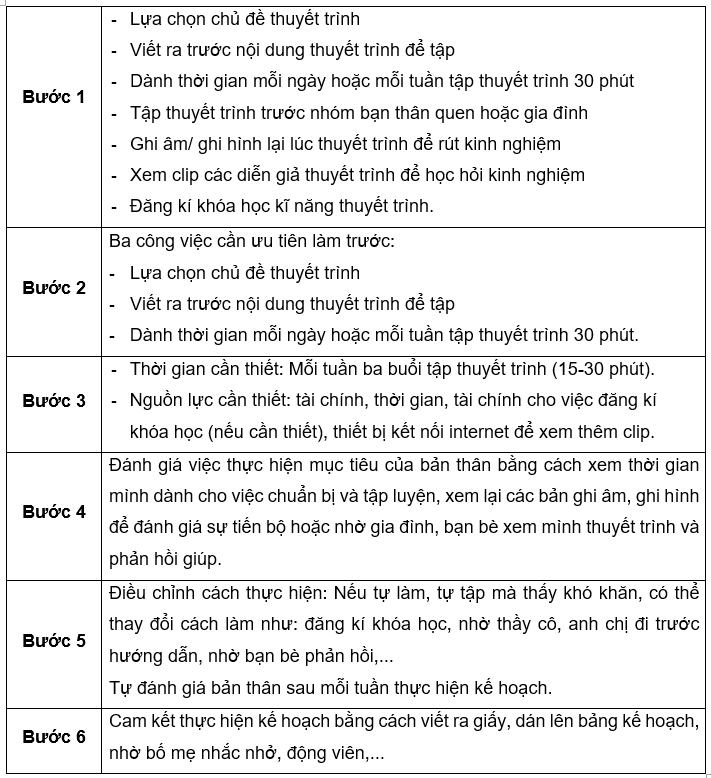 Bước 1
- Lựa chọn chủ đề thuyết trình
- Viết ra trước nội dung thuyết trình để tập
- Dành thời gian mỗi ngày hoặc mỗi tuần tập thuyết trình 30 phút
- Tập thuyết trình trước nhóm bạn thân quen hoặc gia đình
- Ghi âm/ ghi hình lại lúc thuyết trình để rút kinh nghiệm
- Xem clip các diễn giả thuyết trình để học hỏi kinh nghiệm
- Đăng kí khóa học kĩ năng thuyết trình.
Bước 2
Ba công việc cần ưu tiên làm trước:
- Lựa chọn chủ đề thuyết trình
- Viết ra trước nội dung thuyết trình để tập
- Dành thời gian mỗi ngày hoặc mỗi tuần tập thuyết trình 30 phút.
Bước 3
- Thời gian cần thiết: Mỗi tuần ba buổi tập thuyết trình (15-30 phút).
- Nguồn lực cần thiết: tài chính, thời gian, tài chính cho việc đăng kí
khóa học (nếu cần thiết), thiết bị kết nối internet để xem thêm clip.
Bước 4
Đánh giá việc thực hiện mục tiêu của bản thân bằng cách xem thời gian
mình dành cho việc chuẩn bị và tập luyện, xem lại các bản ghi âm, ghi hình
để đánh giá sự tiến bộ hoặc nhờ gia đình, bạn bè xem mình thuyết trình và
phản hồi giúp.
Bước 5
Điều chỉnh cách thực hiện: Nếu tự làm, tự tập mà thấy khó khăn, có thể
thay đổi cách làm như: đăng kí khóa học, nhờ thầy cô, anh chị đi trước
hướng dẫn, nhờ bạn bè phản hồi,...
Tự đánh giá bản thân sau mỗi tuần thực hiện kế hoạch.
Bước 6
Cam kết thực hiện kế hoạch bằng cách viết ra giấy, dán lên bảng kế hoạch,
nhờ bố mẹ nhắc nhở, động viên,...